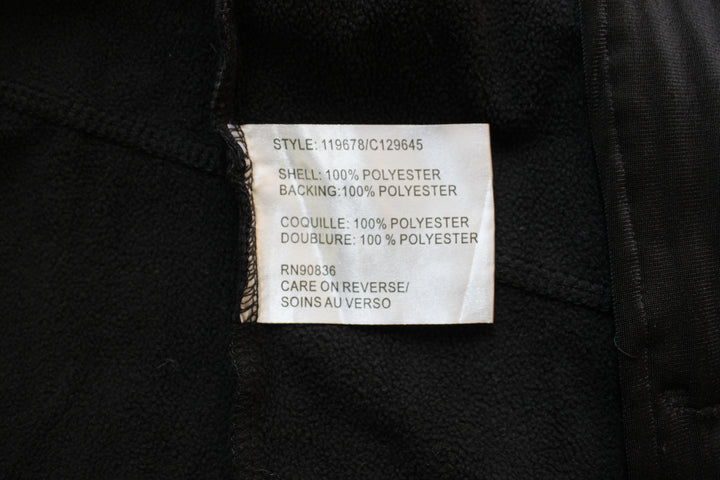 STYLE: 119678/C129645
SHELL: 100% POLYESTER
BACKING:100% POLYESTER
COQUILLE: 100% POLYESTER
DOUBLURE: 100 % POLYESTER
RN90836
CARE ON REVERSE/
SOINS AU VERSO